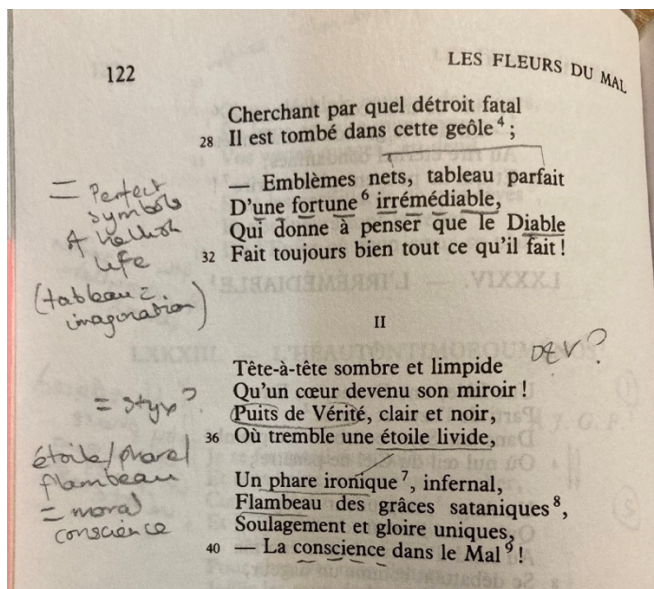 122
LES FLEURS DU MAL
Cherchant par quel détroit fatal
28 Il est tombé dans cette geôle⁴ ;
— Emblèmes nets, tableau parfait
D'une fortune⁶ irrémédiable,
Qui donne à penser que le Diable
32 Fait toujours bien tout ce qu'il fait !
= Perfect
symbols
life
(tableau =
imagination)
II
Tête-à-tête sombre et limpide
Qu'un cœur devenu son miroir !
Puits de Vérité, clair et noir,
36 Où tremble une étoile livide,
= styx?
étoile/phare/
flambeau
= moral
conscience
Un phare ironique⁷, infernal,
Flambeau des grâces sataniques⁸,
Soulagement et gloire uniques,
40 — La conscience dans le Mal⁹ !